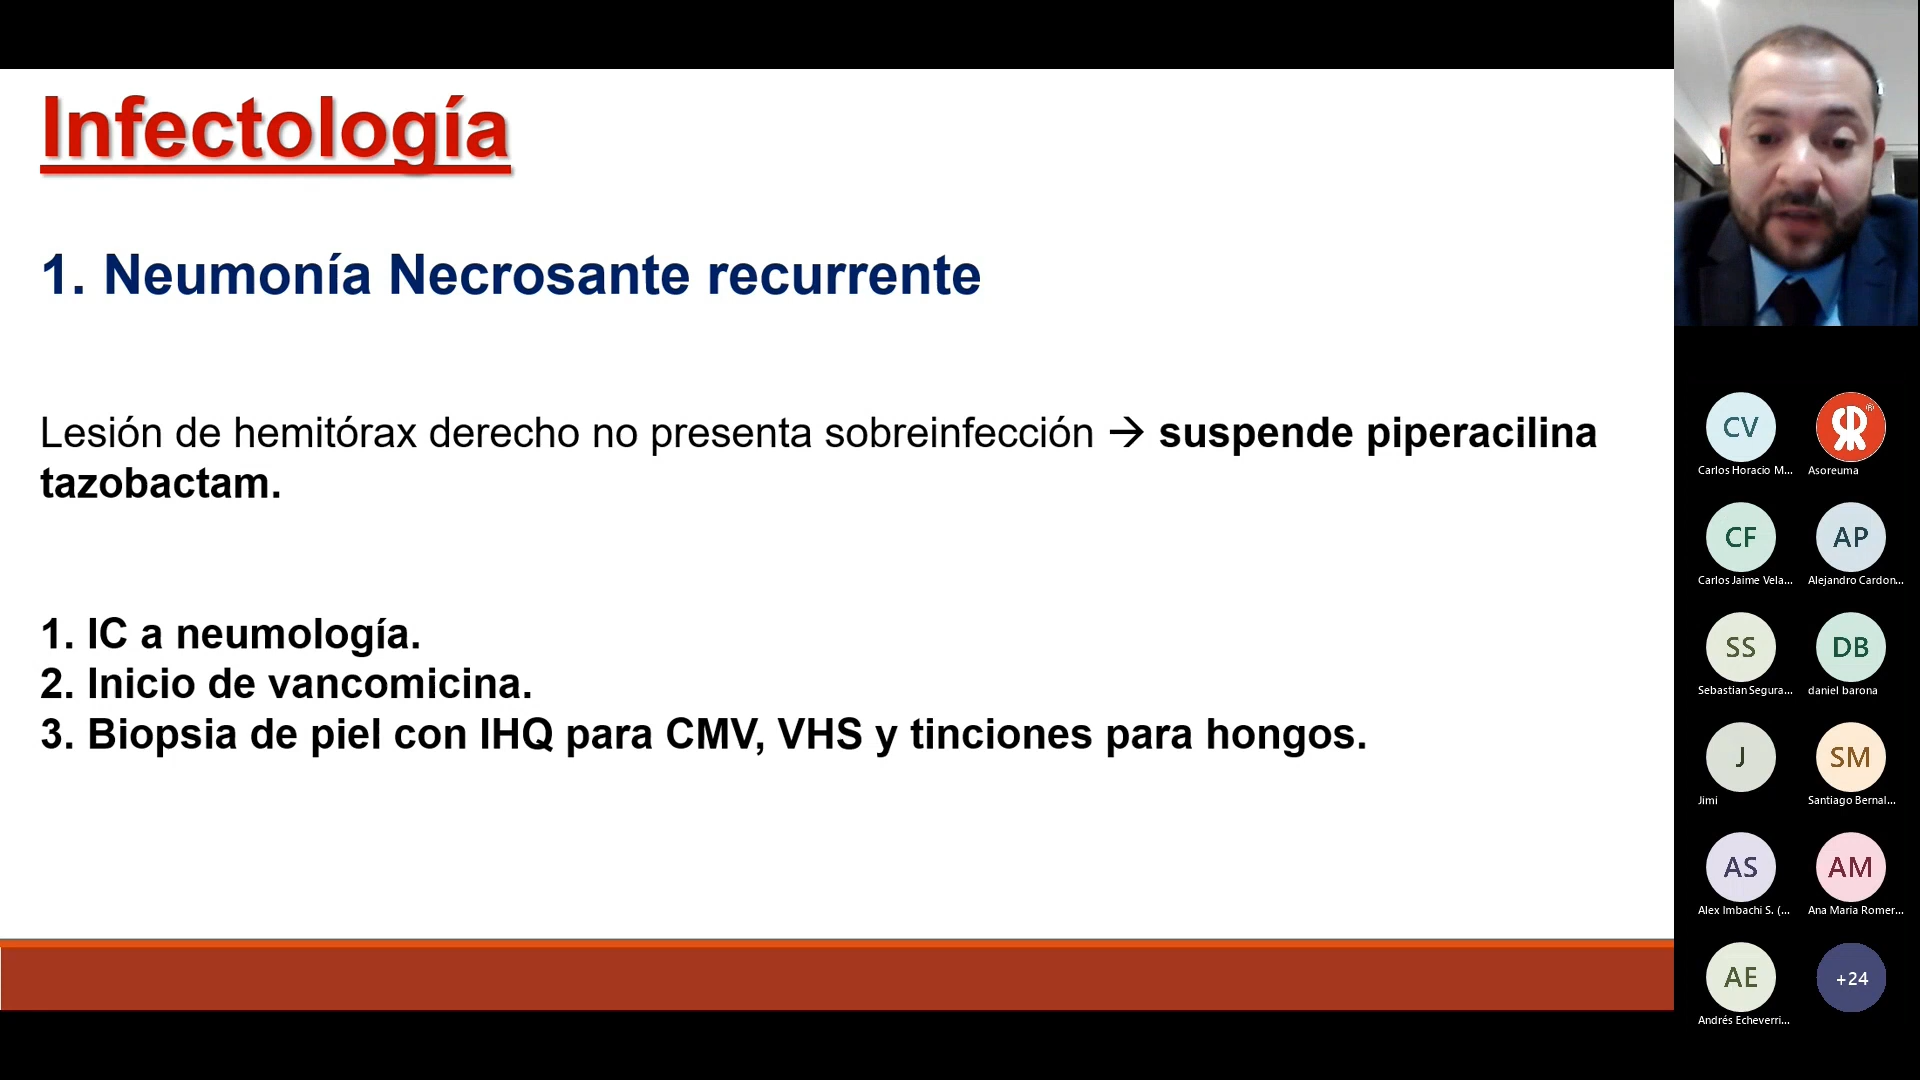 Infectología
1. Neumonía Necrosante recurrente
Lesión de hemitórax derecho no presenta sobreinfección → suspende piperacilina
tazobactam.
1. IC a neumología.
2. Inicio de vancomicina.
3. Biopsia de piel con IHQ para CMV, VHS y tinciones para hongos.
CV
Carlos Horacio M...
Asoreuma
CF
Carlos Jaime Vela...
AP
Alejandro Cardon...
SS
Sebastian Segura...
DB
daniel barona
J
Jimi
SM
Santiago Bernal...
AS
Alex Imbachi S. (...
AM
Ana Maria Romer...
AE
Andrés Echeverri...
+24